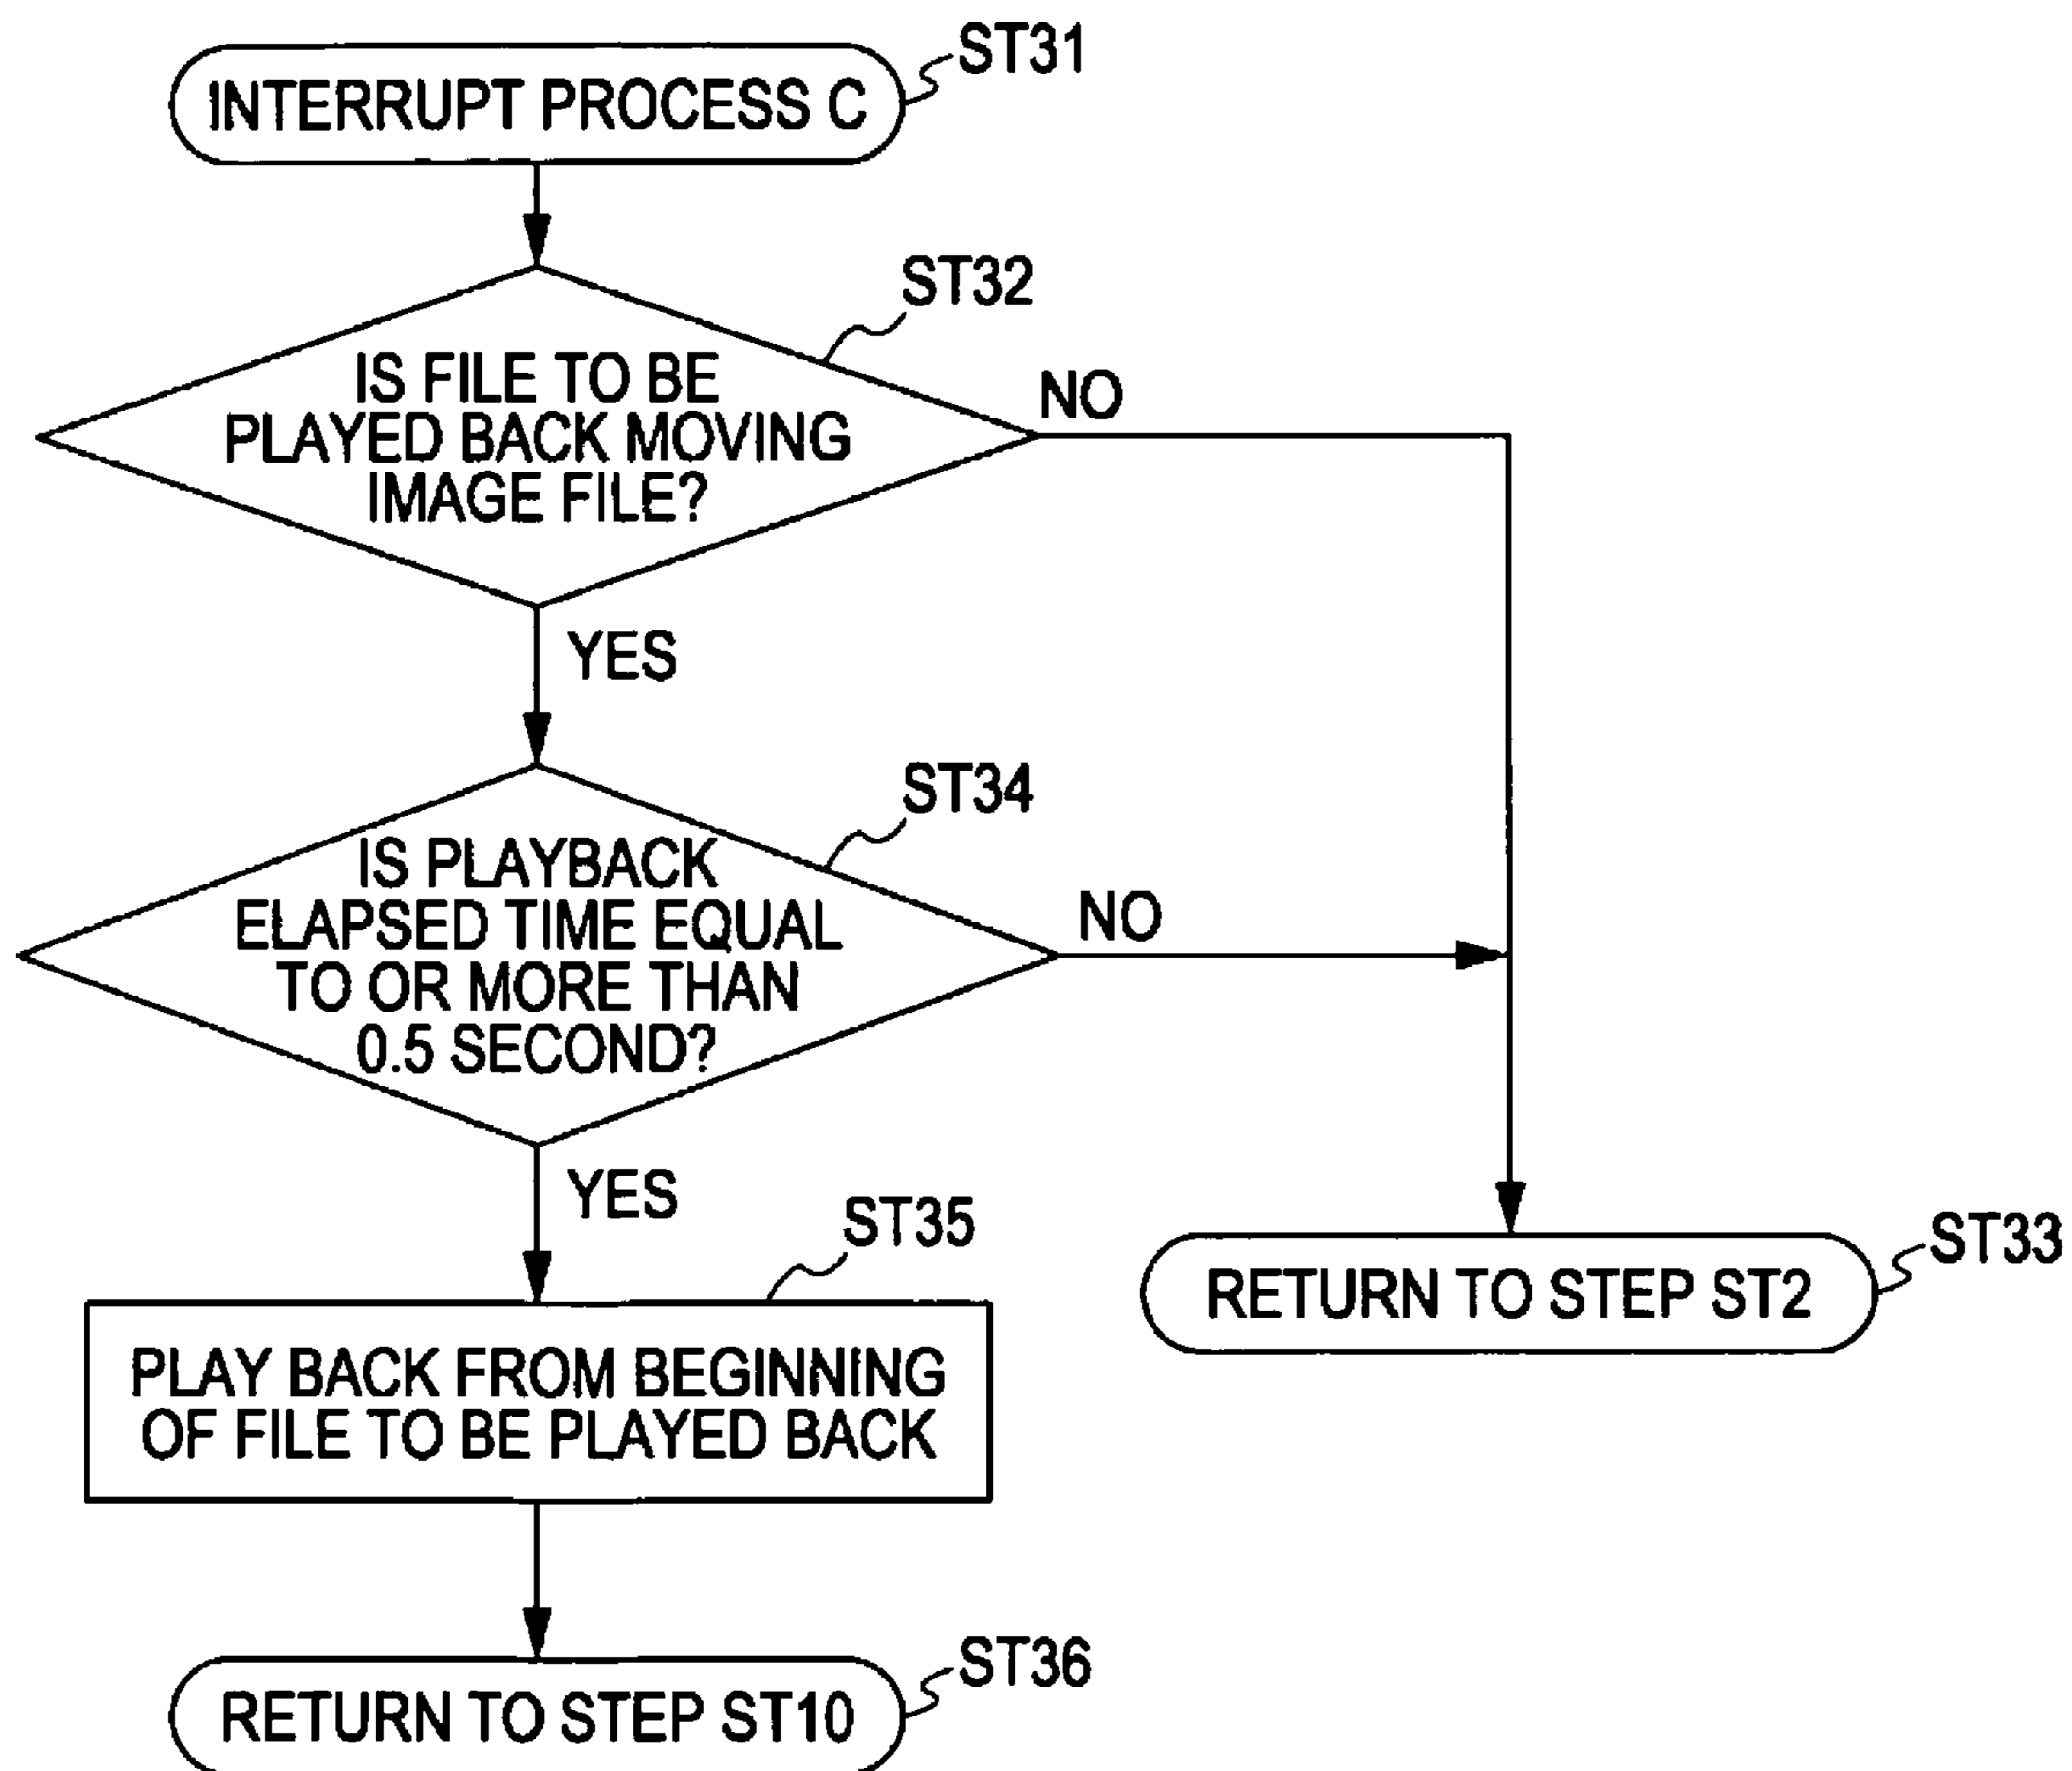 ST31
INTERRUPT PROCESS C
ST32
IS FILE TO BE
PLAYED BACK MOVING
IMAGE FILE?
NO
YES
ST34
IS PLAYBACK
ELAPSED TIME EQUAL
TO OR MORE THAN
0.5 SECOND?
NO
YES
ST35
PLAY BACK FROM BEGINNING
OF FILE TO BE PLAYED BACK
ST33
RETURN TO STEP ST2
ST36
RETURN TO STEP ST10